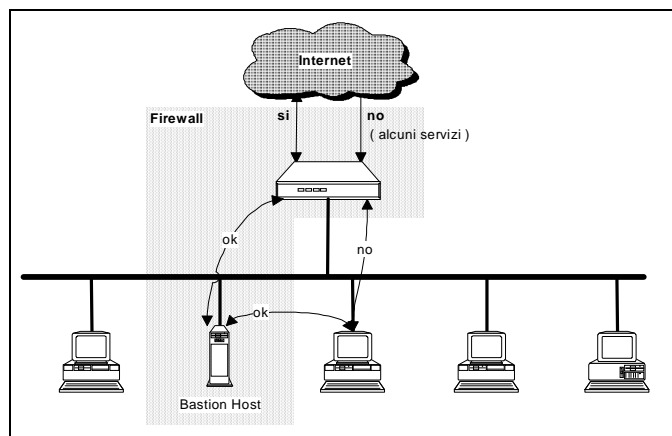 Internet
Firewall
si
no
( alcuni servizi )
ok
no
ok
Bastion Host